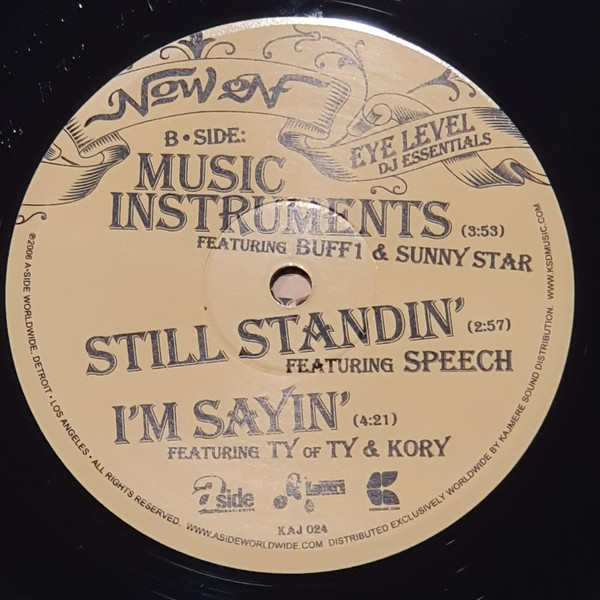 NOW ON
EYE LEVEL
DJ ESSENTIALS
B • SIDE:
MUSIC
INSTRUMENTS (3:53)
FEATURING BUFF1 & SUNNY STAR
STILL STANDIN' (2:57)
FEATURING SPEECH
I'M SAYIN' (4:21)
FEATURING TY OF TY & KORY
aside
KAJ 024
℗2006 A-SIDE WORLDWIDE, DETROIT • LOS ANGELES • ALL RIGHTS RESERVED. WWW.ASIDEWORLDWIDE.COM DISTRIBUTED EXCLUSIVELY WORLDWIDE BY KAJMERE SOUND DISTRIBUTION. WWW.KSDMUSIC.COM